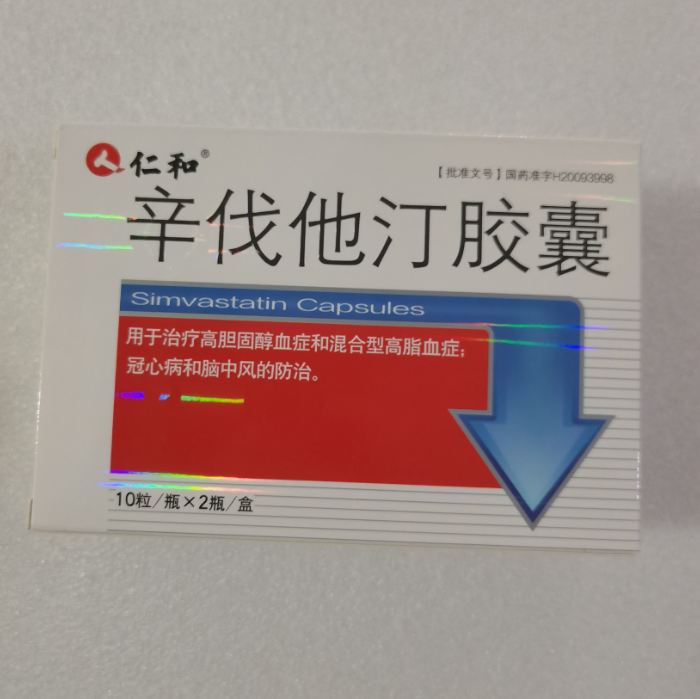 仁和®
【批准文号】国药准字H20093998
辛伐他汀胶囊
Simvastatin Capsules
用于治疗高胆固醇血症和混合型高脂血症；
冠心病和脑中风的防治。
10粒/瓶×2瓶/盒